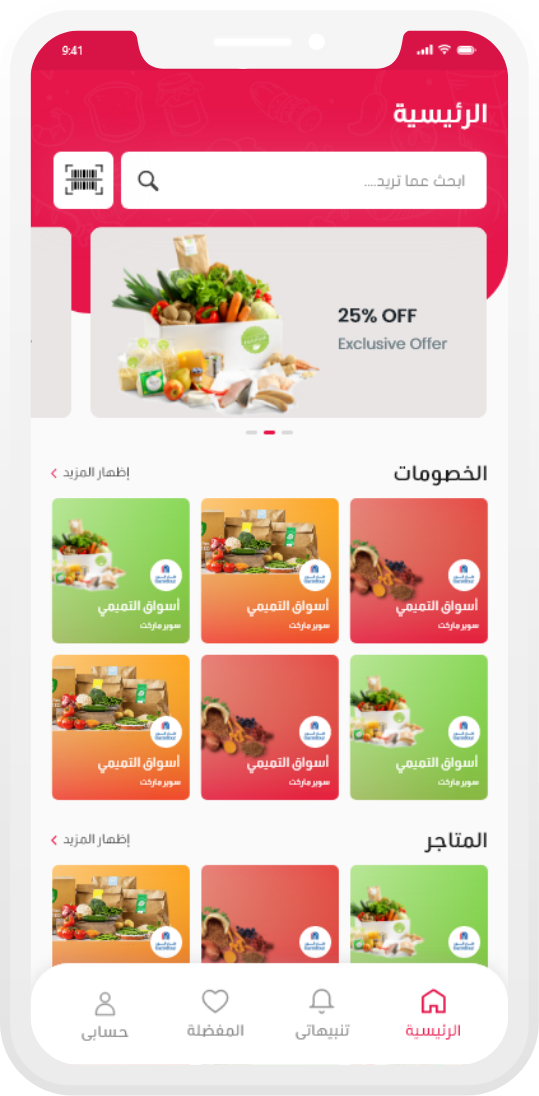 9:41
الرئيسية
ابحث عما تريد....
25% OFF
Exclusive Offer
الخصومات
إظهار المزيد
أسواق التميمي
سوبر ماركت
أسواق التميمي
سوبر ماركت
أسواق التميمي
سوبر ماركت
أسواق التميمي
سوبر ماركت
أسواق التميمي
سوبر ماركت
أسواق التميمي
سوبر ماركت
المتاجر
إظهار المزيد
الرئيسية
تنبيهاتى
المفضلة
حسابى